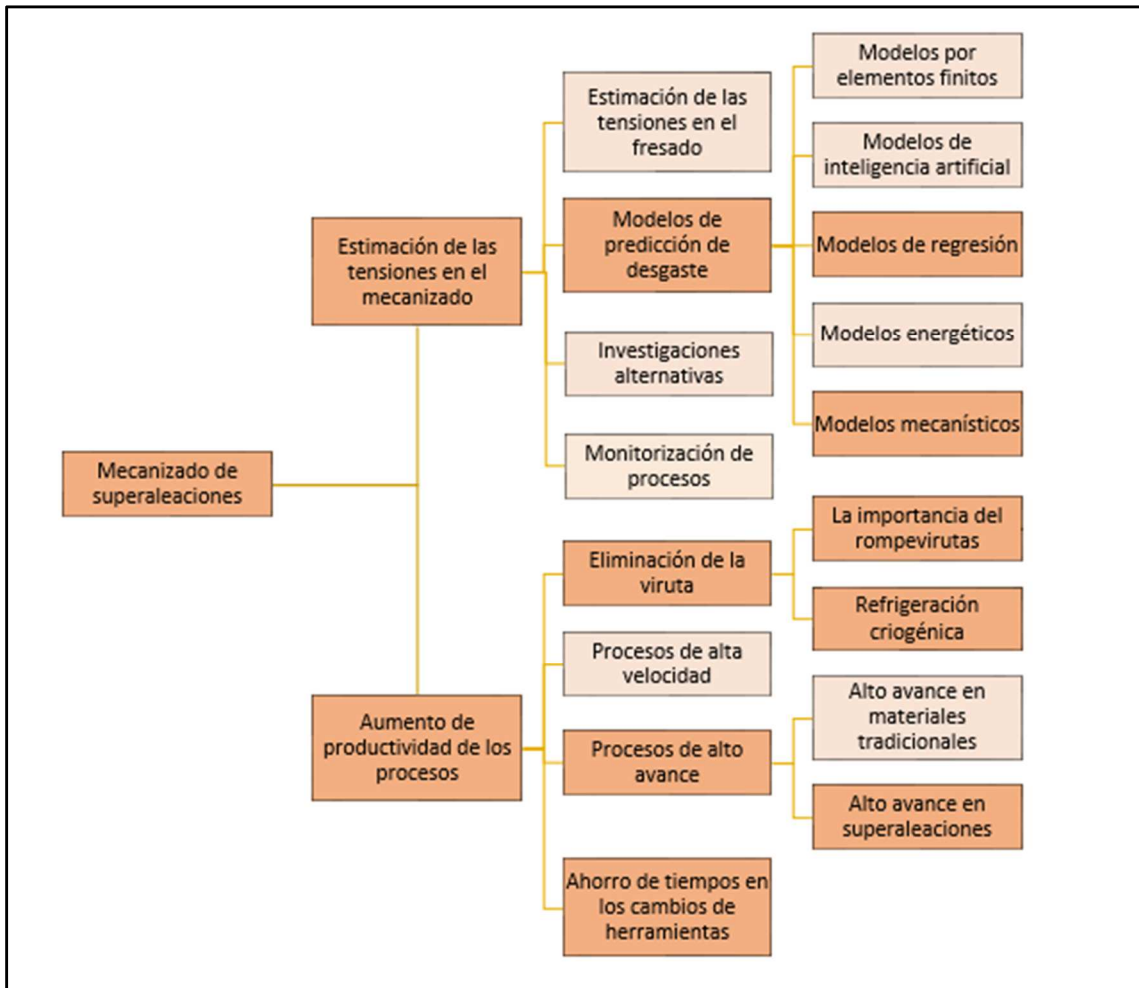 Mecanizado de
superaleaciones
Estimación de las
tensiones en el
mecanizado
Aumento de
productividad de los
procesos
Estimación de las
tensiones en el
fresado
Modelos de
predicción de
desgaste
Investigaciones
alternativas
Monitorización de
procesos
Eliminación de la
viruta
Procesos de alta
velocidad
Procesos de alto
avance
Ahorro de tiempos en
los cambios de
herramientas
Modelos por
elementos finitos
Modelos de
inteligencia artificial
Modelos de regresión
Modelos energéticos
Modelos mecanísticos
La importancia del
rompevirutas
Refrigeración
criogénica
Alto avance en
materiales
tradicionales
Alto avance en
superaleaciones